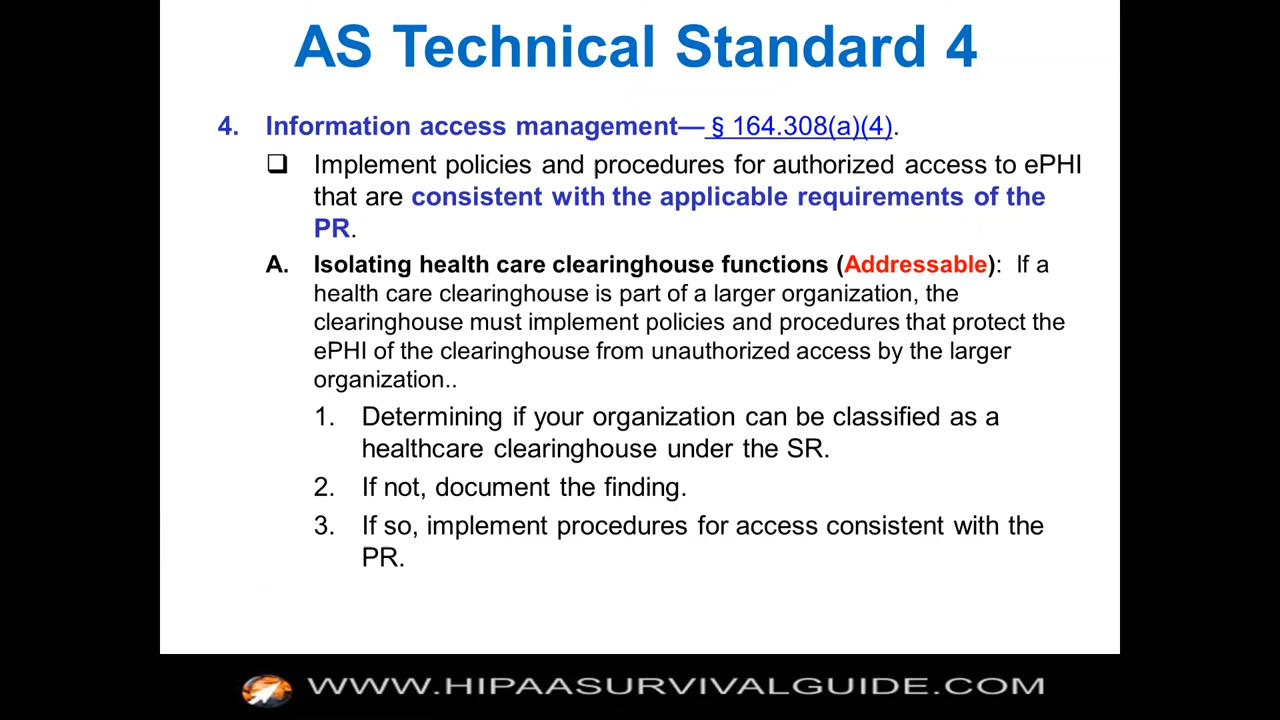 AS Technical Standard 4
4. Information access management— § 164.308(a)(4).
❑ Implement policies and procedures for authorized access to ePHI
that are consistent with the applicable requirements of the
PR.
A. Isolating health care clearinghouse functions (Addressable): If a
health care clearinghouse is part of a larger organization, the
clearinghouse must implement policies and procedures that protect the
ePHI of the clearinghouse from unauthorized access by the larger
organization..
1. Determining if your organization can be classified as a
healthcare clearinghouse under the SR.
2. If not, document the finding.
3. If so, implement procedures for access consistent with the
PR.
WWW.HIPAASURVIVALGUIDE.COM